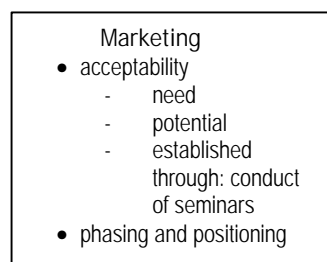 Marketing
• acceptability
- need
- potential
- established
through: conduct
of seminars
• phasing and positioning